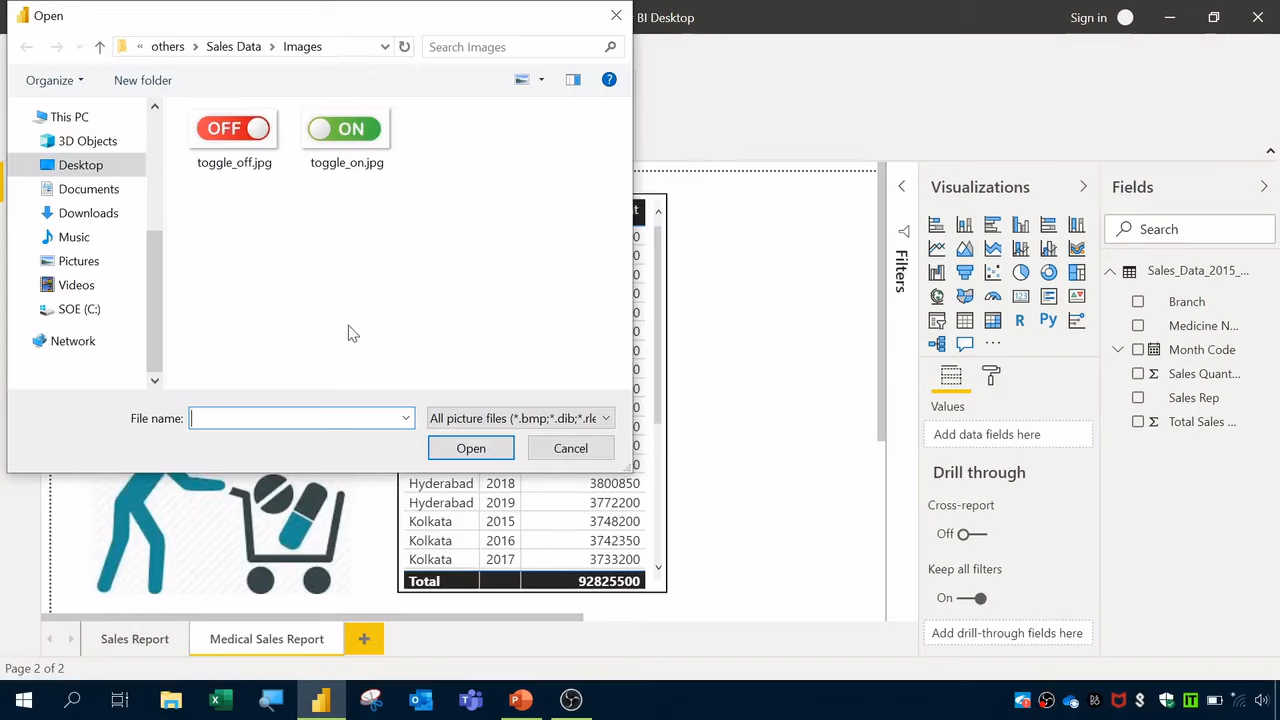 Open
BI Desktop
Sign in
« others > Sales Data > Images
Search Images
Organize
New folder
This PC
3D Objects
Desktop
Documents
Downloads
Music
Pictures
Videos
SOE (C:)
Network
OFF
ON
toggle_off.jpg
toggle_on.jpg
File name:
All picture files (*.bmp;*.dib;*.rle
Open
Cancel
Hyderabad 2018 3800850
Hyderabad 2019 3772200
Kolkata 2015 3748200
Kolkata 2016 3742350
Kolkata 2017 3733200
Total 92825500
Filters
Visualizations
R
Py
Values
Add data fields here
Drill through
Cross-report
Off
Keep all filters
On
Add drill-through fields here
Fields
Search
Sales_Data_2015_...
Branch
Medicine N...
Month Code
Sales Quant...
Sales Rep
Total Sales ...
Sales Report
Medical Sales Report
Page 2 of 2